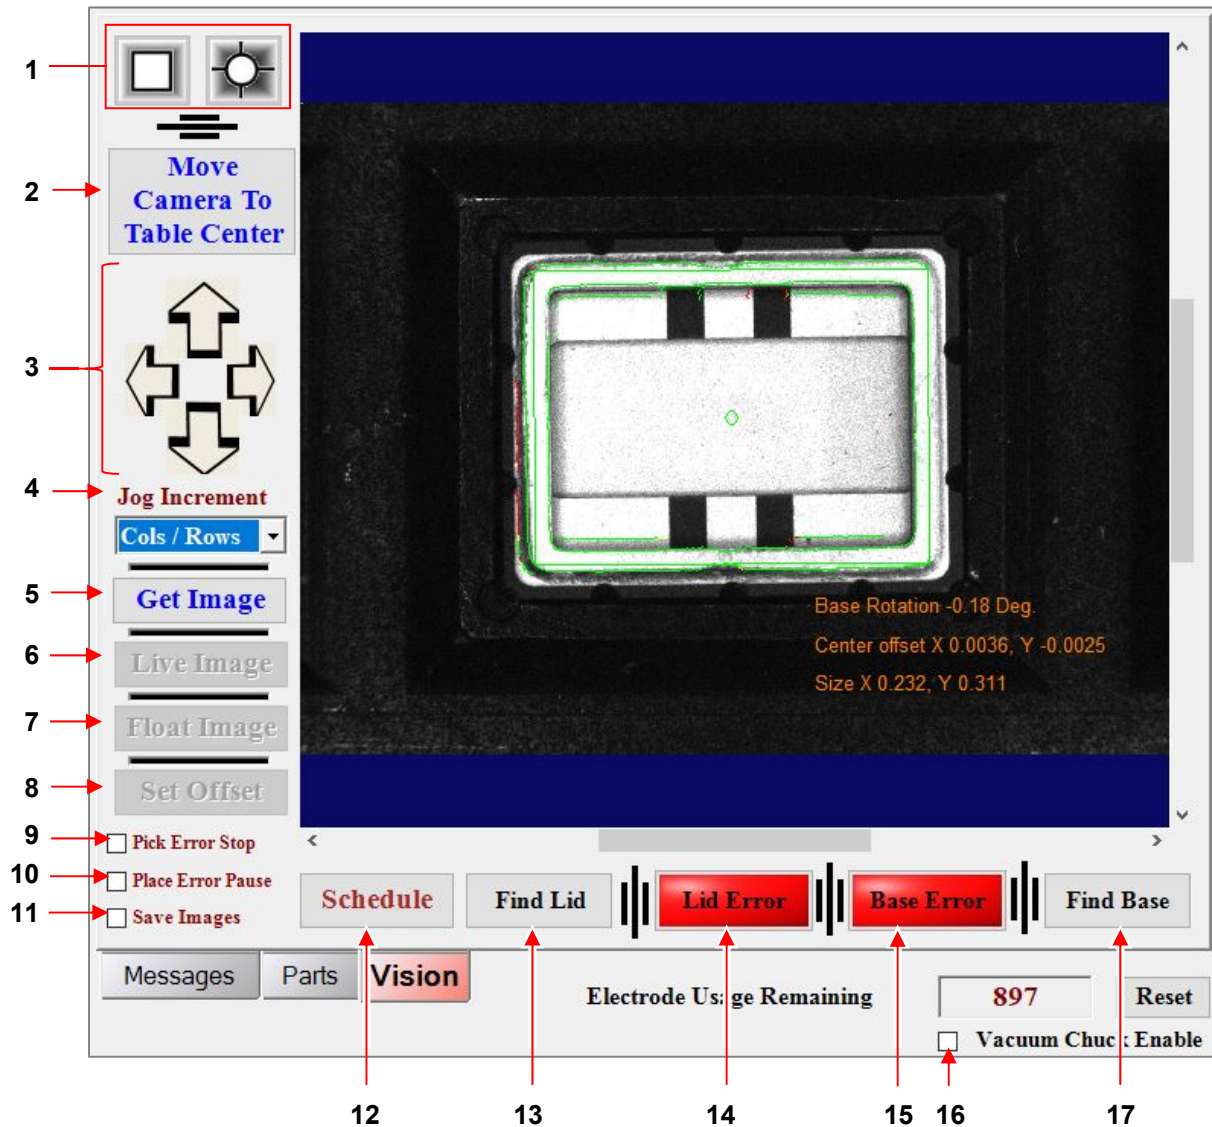 1
2
Move
Camera To
Table Center
3
4
Jog Increment
Cols / Rows
5
Get Image
6
Live Image
7
Float Image
8
Set Offset
9
Pick Error Stop
10
Place Error Pause
11
Save Images
Base Rotation -0.18 Deg.
Center offset X 0.0036, Y -0.0025
Size X 0.232, Y 0.311
Schedule
Find Lid
Lid Error
Base Error
Find Base
Messages
Parts
Vision
Electrode Usage Remaining
897
Reset
Vacuum Chuck Enable
12
13
14
15
16
17